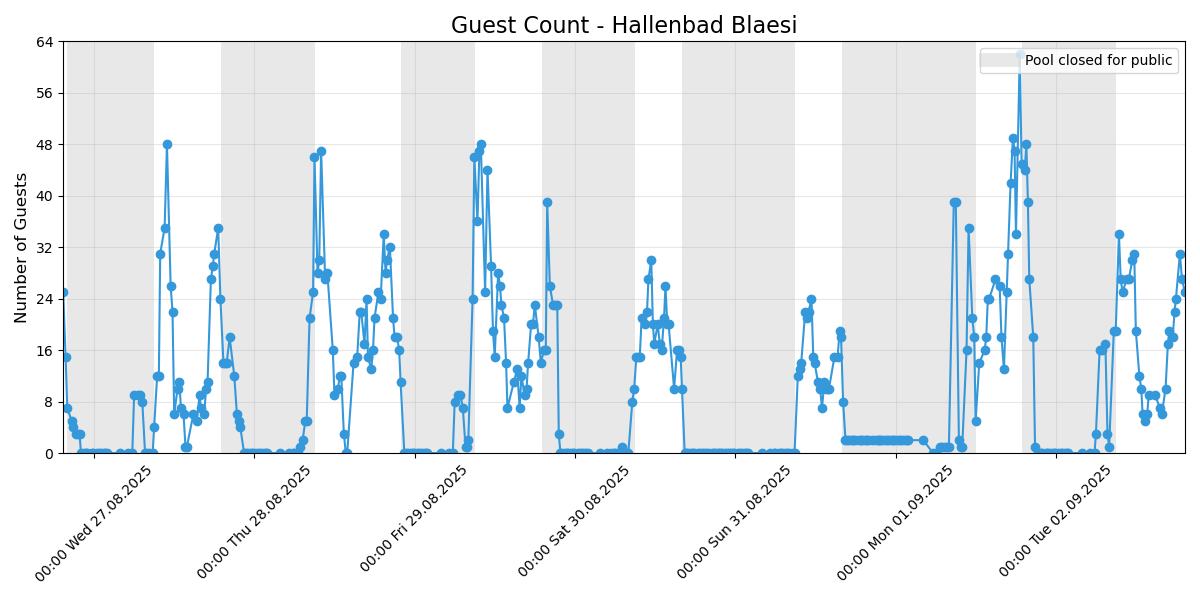 Guest Count - Hallenbad Blaesi
Pool closed for public
Number of Guests
64
56
48
40
32
24
16
8
0
00:00 Wed 27.08.2025
00:00 Thu 28.08.2025
00:00 Fri 29.08.2025
00:00 Sat 30.08.2025
00:00 Sun 31.08.2025
00:00 Mon 01.09.2025
00:00 Tue 02.09.2025